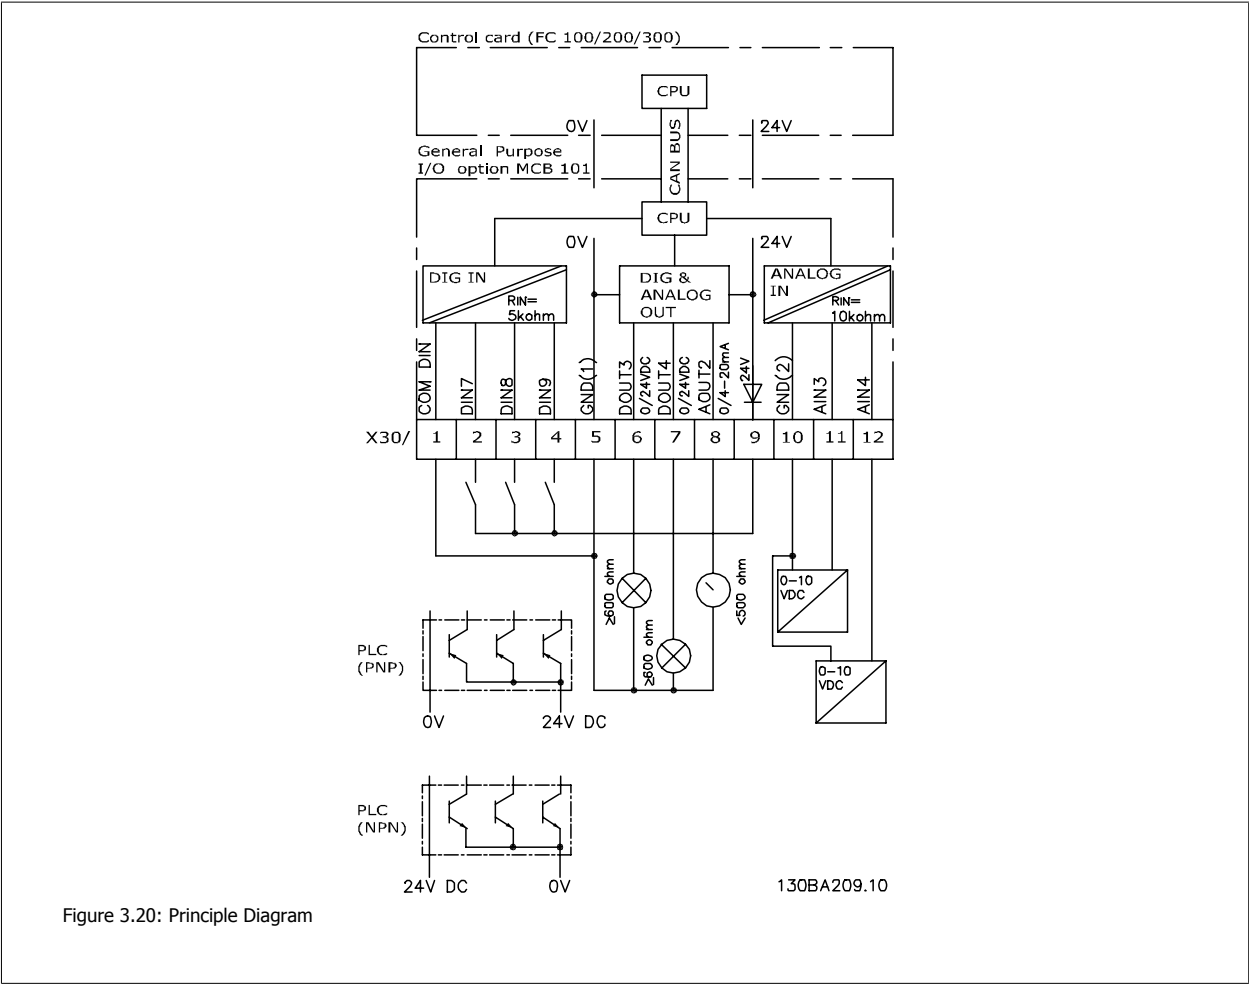 Control card (FC 100/200/300)
CPU
0V
24V
CAN BUS
General Purpose
I/O option MCB 101
CPU
0V
24V
DIG IN
RIN=
5kohm
DIG &
ANALOG
OUT
ANALOG
IN
RIN=
10kohm
COM DIN
DIN7
DIN8
DIN9
GND(1)
DOUT3
0/24VDC
DOUT4
0/24VDC
AOUT2
0/4-20mA
24V
GND(2)
AIN3
AIN4
X30/
1
2
3
4
5
6
7
8
9
10
11
12
≥600 ohm
≥600 ohm
<500 ohm
0-10
VDC
0-10
VDC
PLC
(PNP)
0V
24V DC
PLC
(NPN)
24V DC
0V
130BA209.10
Figure 3.20: Principle Diagram